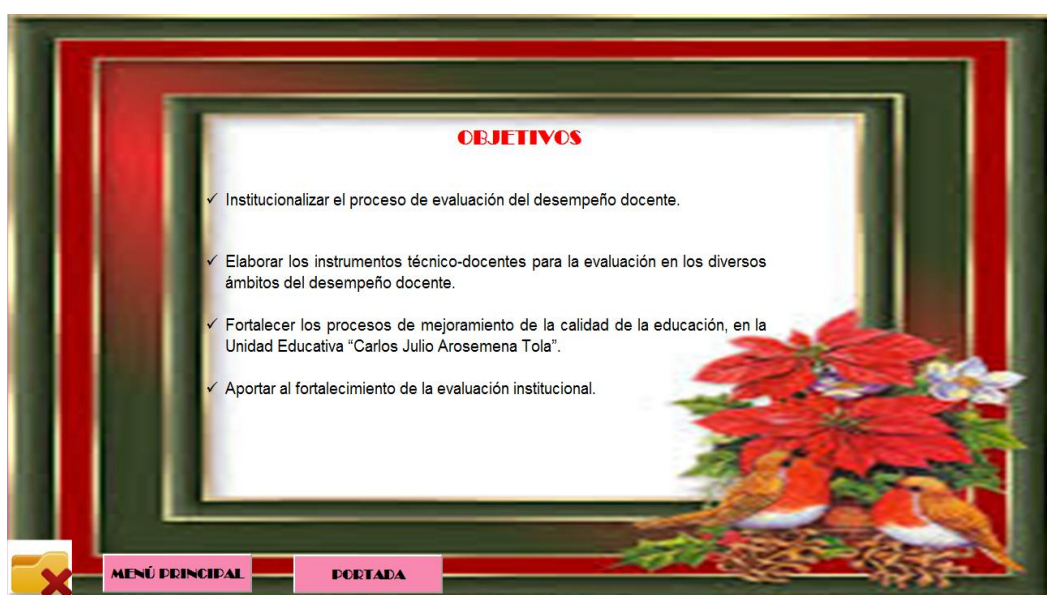 OBJETIVOS
✓ Institucionalizar el proceso de evaluación del desempeño docente.
✓ Elaborar los instrumentos técnico-docentes para la evaluación en los diversos
ámbitos del desempeño docente.
✓ Fortalecer los procesos de mejoramiento de la calidad de la educación, en la
Unidad Educativa “Carlos Julio Arosemena Tola”.
✓ Aportar al fortalecimiento de la evaluación institucional.
MENÚ PRINCIPAL
PORTADA